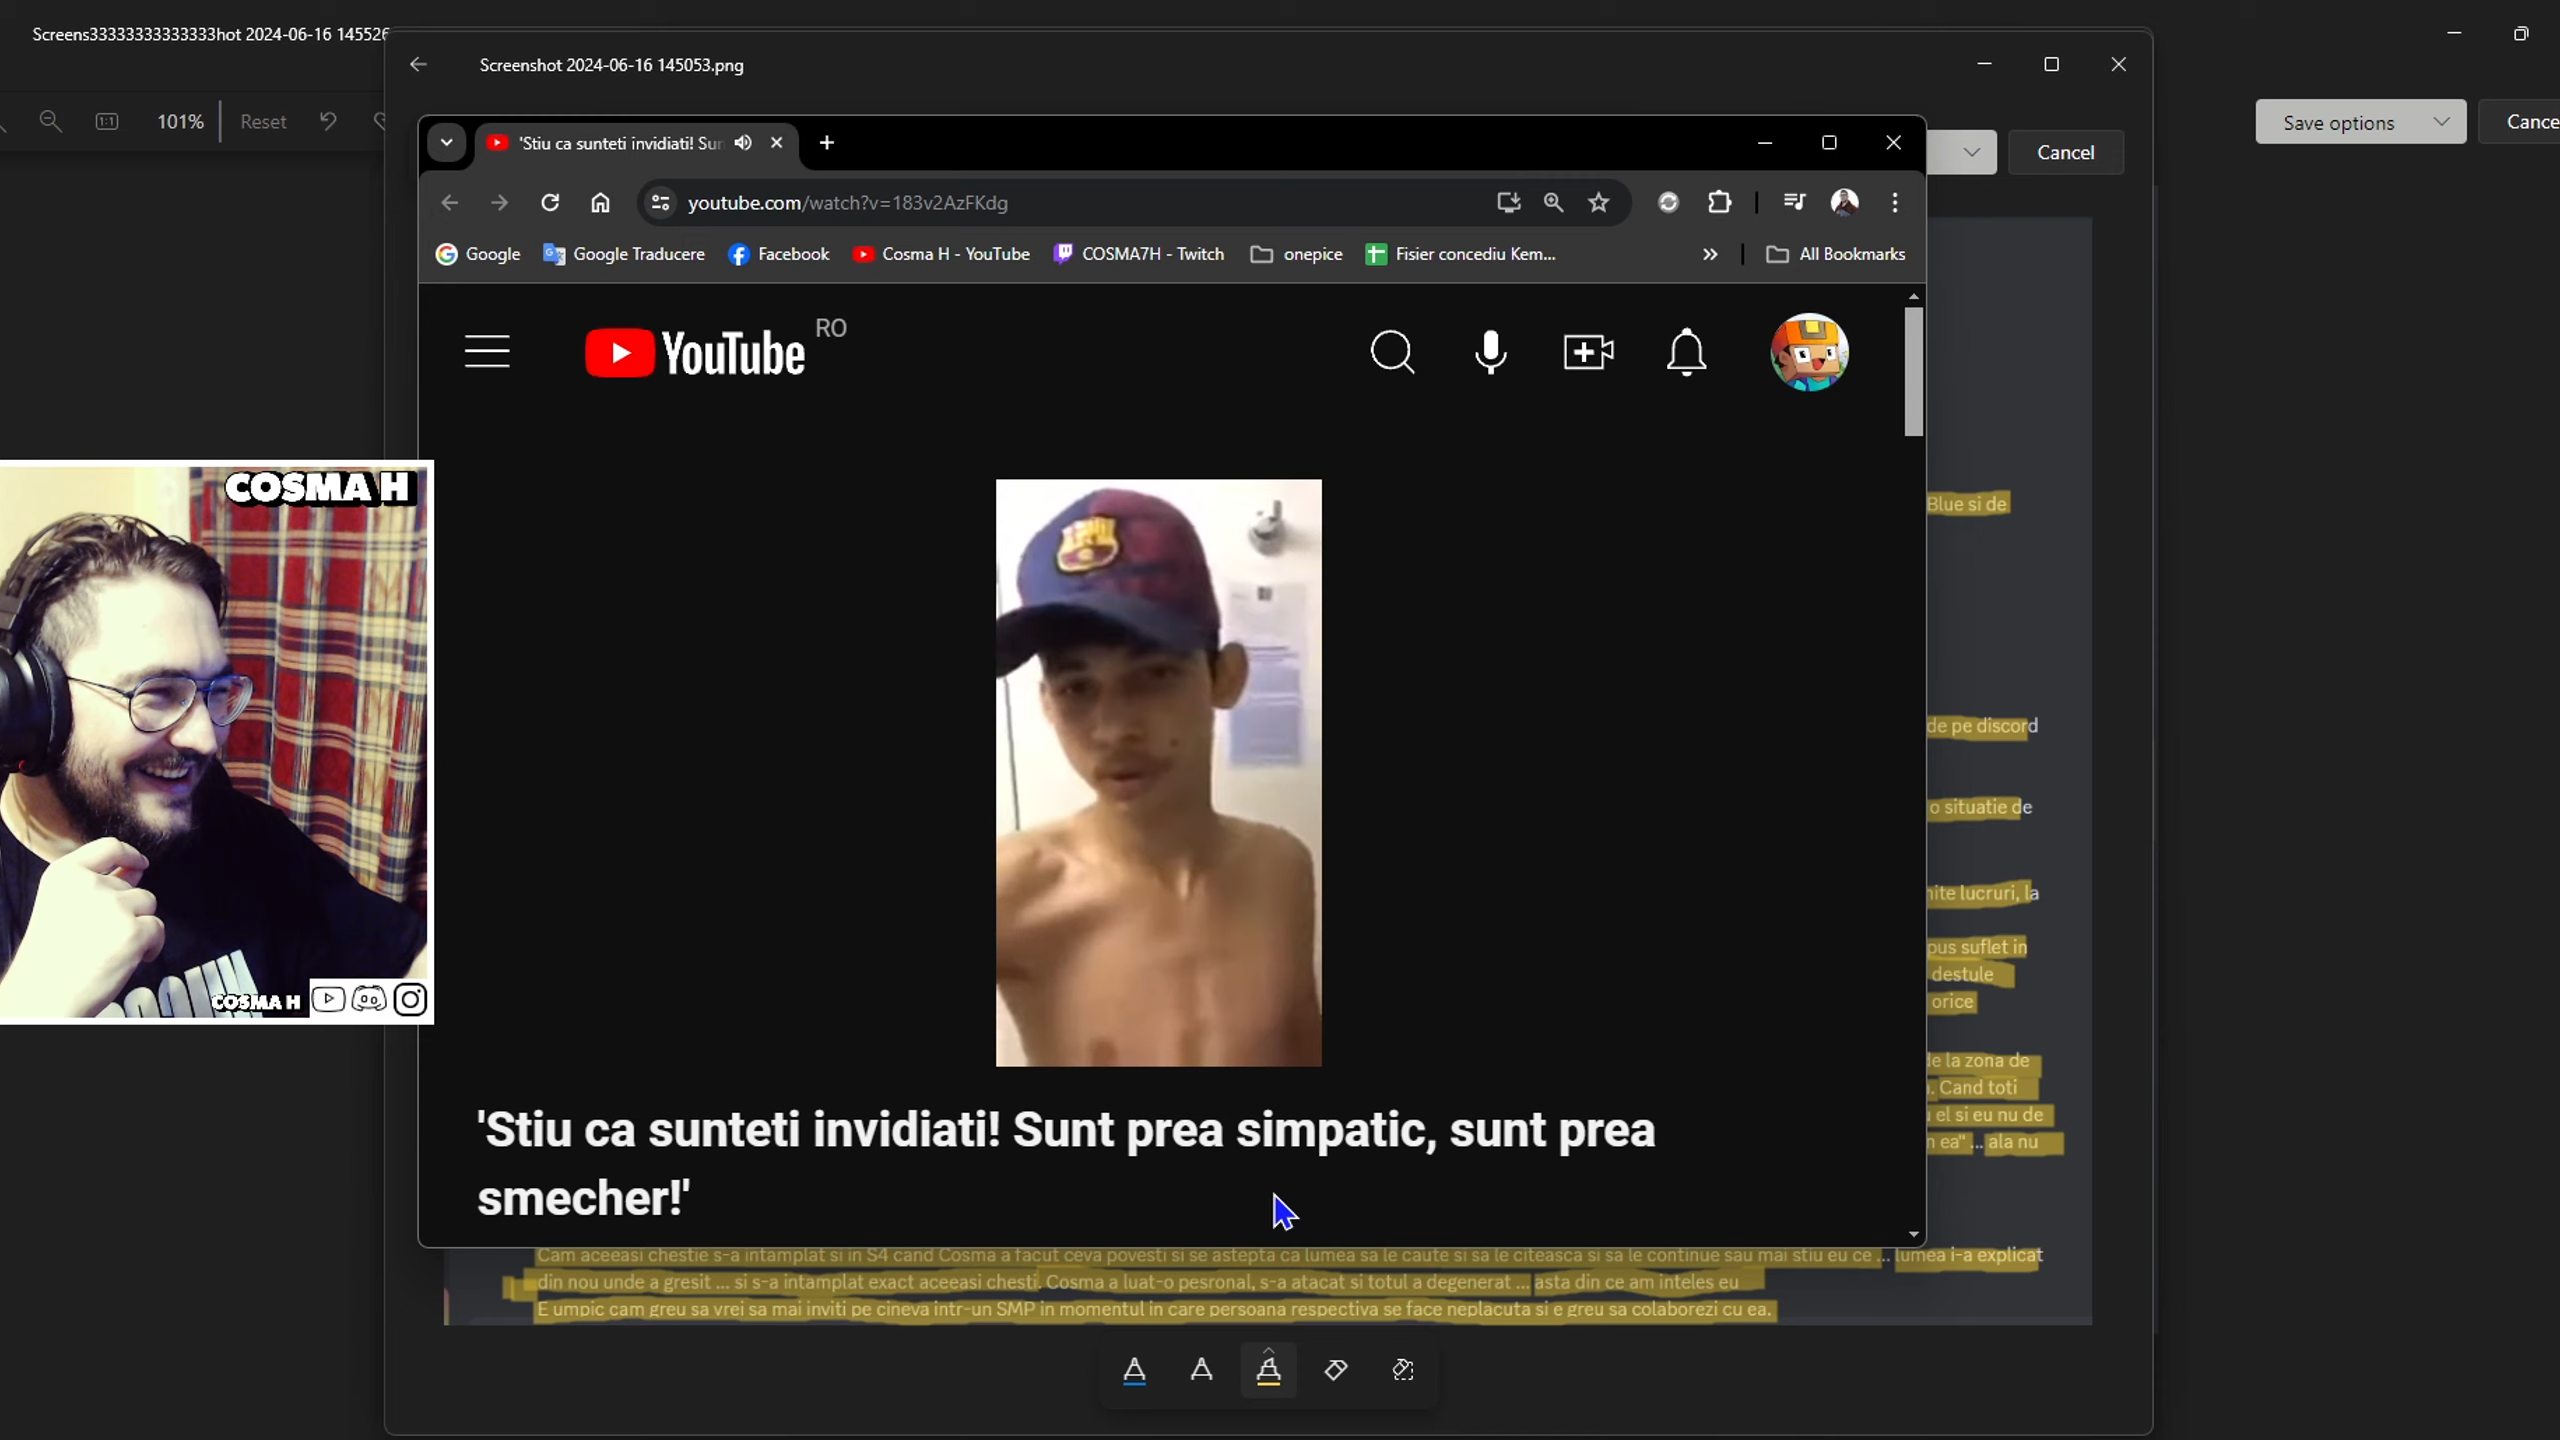 Screens33333333333333hot 2024-06-16 145526
Screenshot 2024-06-16 145053.png
101%
Reset
Save options
Cancel
'Stiu ca sunteti invidiati! Sun
youtube.com/watch?v=183v2AzFKdg
Google
Google Traducere
Facebook
Cosma H - YouTube
COSMA7H - Twitch
onepice
Fisier concediu Kem...
All Bookmarks
YouTube RO
COSMA H
COSMA H
Blue si de
de pe discord
o situatie de
ite lucruri, la
pus suflet in
destule
orice
de la zona de
. Cand toti
el si eu nu de
n ea" ... ala nu
'Stiu ca sunteti invidiati! Sunt prea simpatic, sunt prea
smecher!'
Cam aceeasi chestie s-a intamplat si in S4 cand Cosma a facut ceva povesti si se astepta ca lumea sa le caute si sa le citeasca si sa le continue sau mai stiu eu ce ... lumea i-a explicat
din nou unde a gresit ... si s-a intamplat exact aceeasi chesti. Cosma a luat-o pesronal, s-a atacat si totul a degenerat ... asta din ce am inteles eu
E umpic cam greu sa vrei sa mai inviti pe cineva intr-un SMP in momentul in care persoana respectiva se face neplacuta si e greu sa colaborezi cu ea.